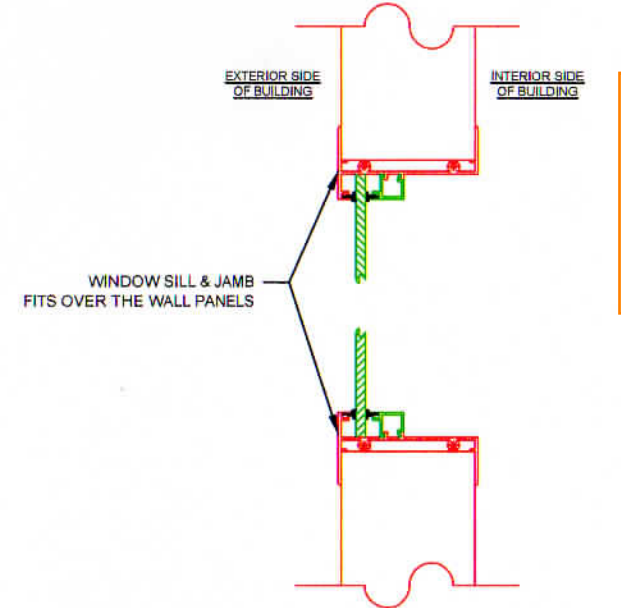 EXTERIOR SIDE
OF BUILDING
INTERIOR SIDE
OF BUILDING
WINDOW SILL & JAMB
FITS OVER THE WALL PANELS